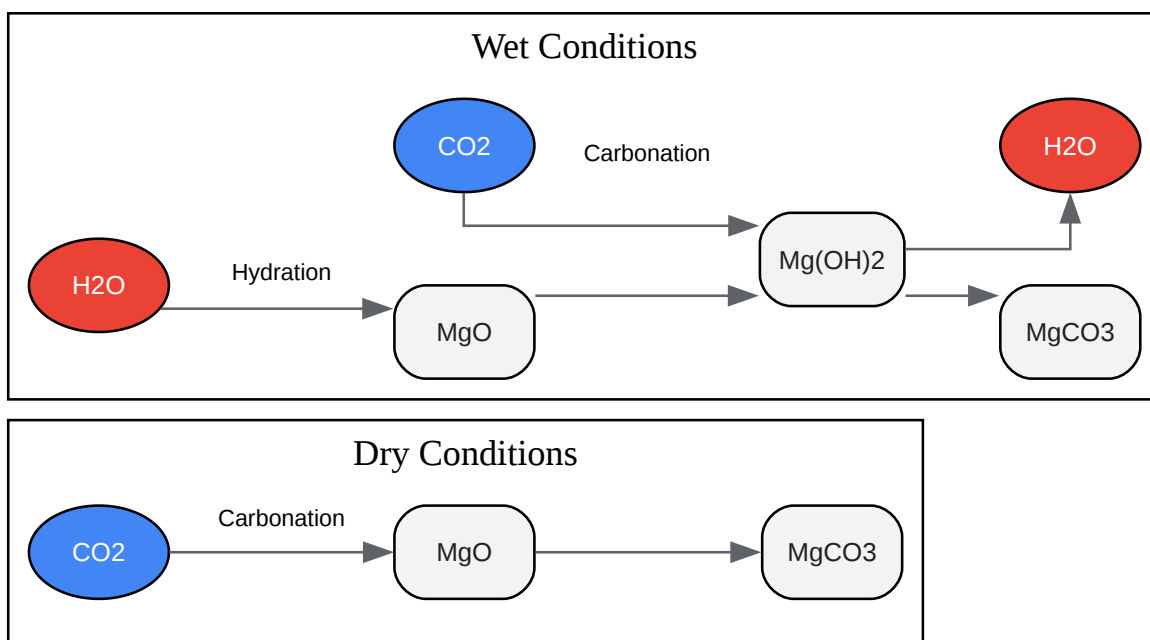 Wet Conditions
CO2
Carbonation
H2O
Mg(OH)2
H2O
Hydration
MgO
MgCO3
Dry Conditions
CO2
Carbonation
MgO
MgCO3